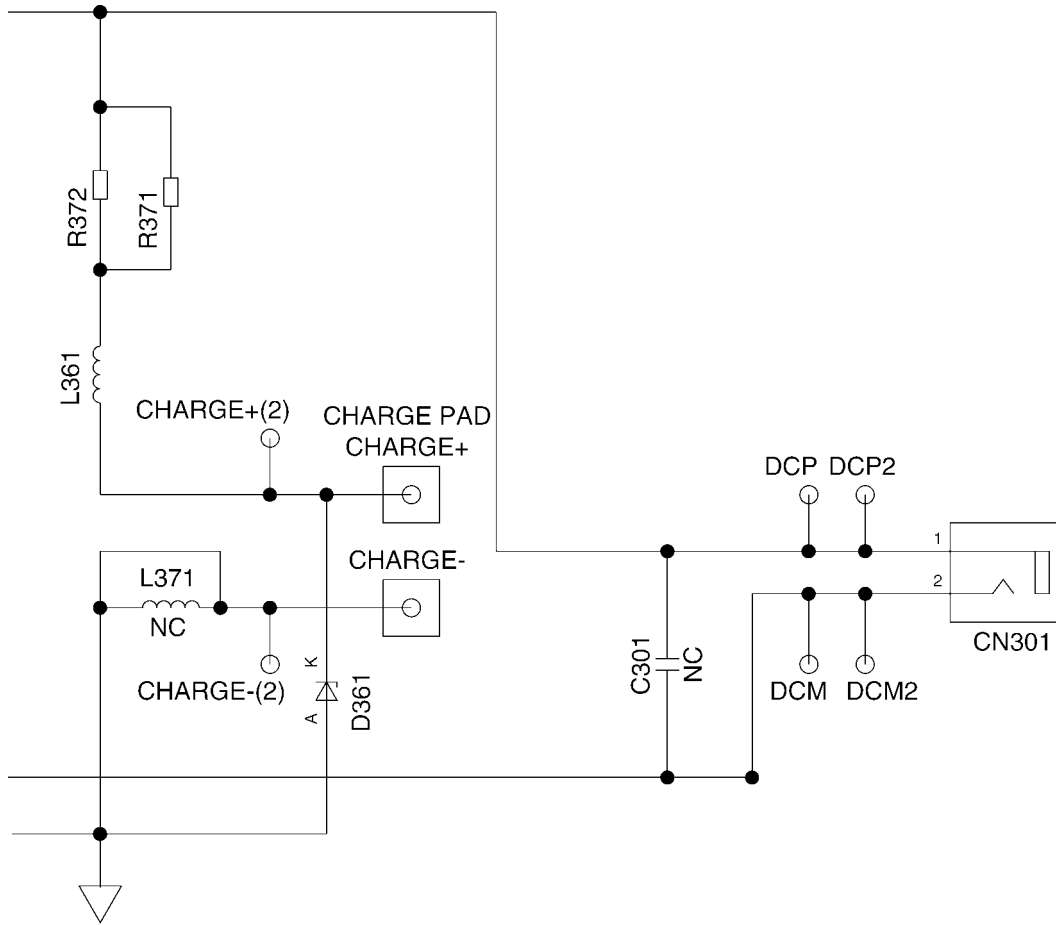 R372
R371
L361
CHARGE+(2)
CHARGE PAD
CHARGE+
DCP
DCP2
1
CHARGE-
L371
NC
2
CN301
K
C301
NC
CHARGE-(2)
D361
A
DCM
DCM2